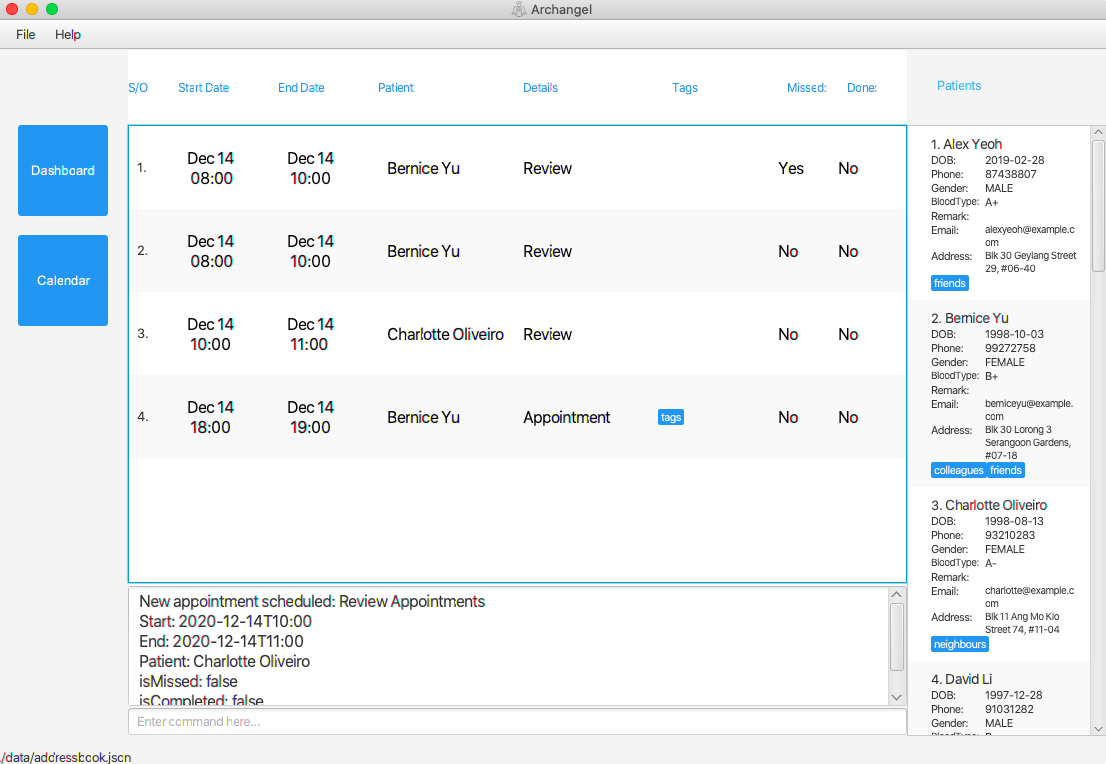 Archangel
File Help
S/O Start Date End Date Patient Details Tags Missed: Done:
Patients
Dashboard
Calendar
1. Dec 14 08:00 Dec 14 10:00 Bernice Yu Review Yes No
2. Dec 14 08:00 Dec 14 10:00 Bernice Yu Review No No
3. Dec 14 10:00 Dec 14 11:00 Charlotte Oliveiro Review No No
4. Dec 14 18:00 Dec 14 19:00 Bernice Yu Appointment tags No No
New appointment scheduled: Review Appointments
Start: 2020-12-14T10:00
End: 2020-12-14T11:00
Patient: Charlotte Oliveiro
isMissed: false
isCompleted: false
Enter command here...
1. Alex Yeoh
DOB: 2019-02-28
Phone: 87438807
Gender: MALE
BloodType: A+
Remark:
Email: alexyeoh@example.c
om
Address: Blk 30 Geylang Street
29, #06-40
friends
2. Bernice Yu
DOB: 1998-10-03
Phone: 99272758
Gender: FEMALE
BloodType: B+
Remark:
Email: berniceyu@example.
com
Address: Blk 30 Lorong 3
Serangoon Gardens,
#07-18
colleagues friends
3. Charlotte Oliveiro
DOB: 1998-08-13
Phone: 93210283
Gender: FEMALE
BloodType: A-
Remark:
Email: charlotte@example.c
om
Address: Blk 11 Ang Mo Kio
Street 74, #11-04
neighbours
4. David Li
DOB: 1997-12-28
Phone: 91031282
Gender: MALE
BloodType:
./data/addressbook.json